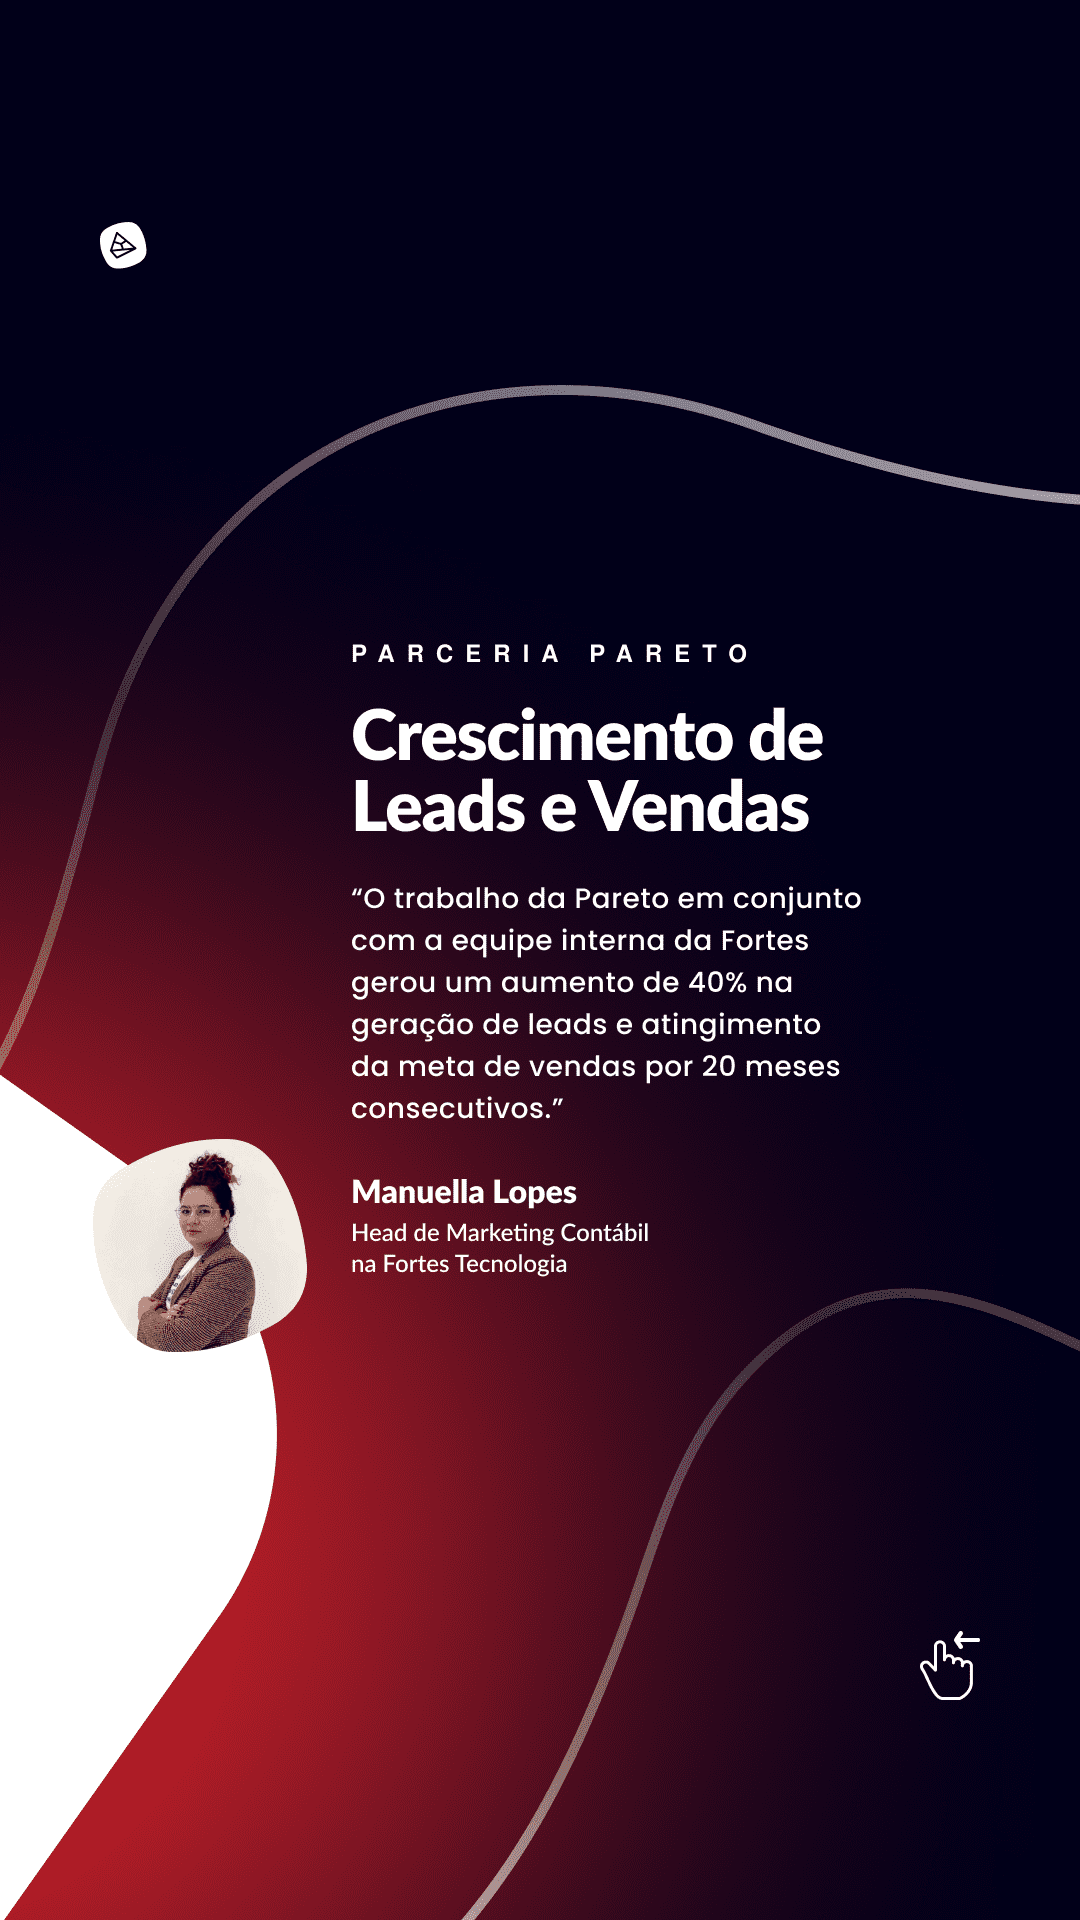 PARCERIA PARETO
Crescimento de
Leads e Vendas
“O trabalho da Pareto em conjunto
com a equipe interna da Fortes
gerou um aumento de 40% na
geração de leads e atingimento
da meta de vendas por 20 meses
consecutivos.”
Manuella Lopes
Head de Marketing Contábil
na Fortes Tecnologia